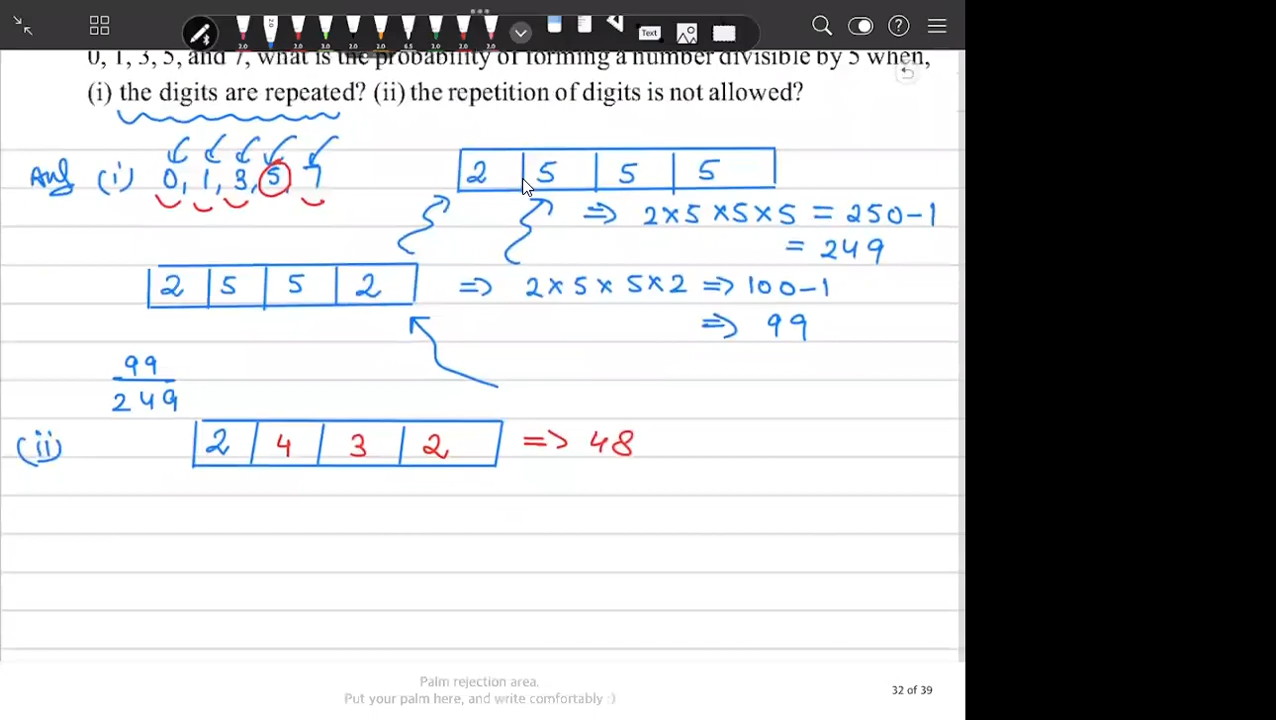 Text
0, 1, 3, 5, and 7, what is the probability of forming a number divisible by 5 when,
(i) the digits are repeated? (ii) the repetition of digits is not allowed?
Ans (i) 0, 1, 3, 5, 7
2 5 5 5
=> 2×5×5×5 = 250-1
= 249
2 5 5 2 => 2×5×5×2 => 100-1
=> 99
99
249
(ii) 2 4 3 2 => 48
Palm rejection area.
Put your palm here, and write comfortably :)
32 of 39